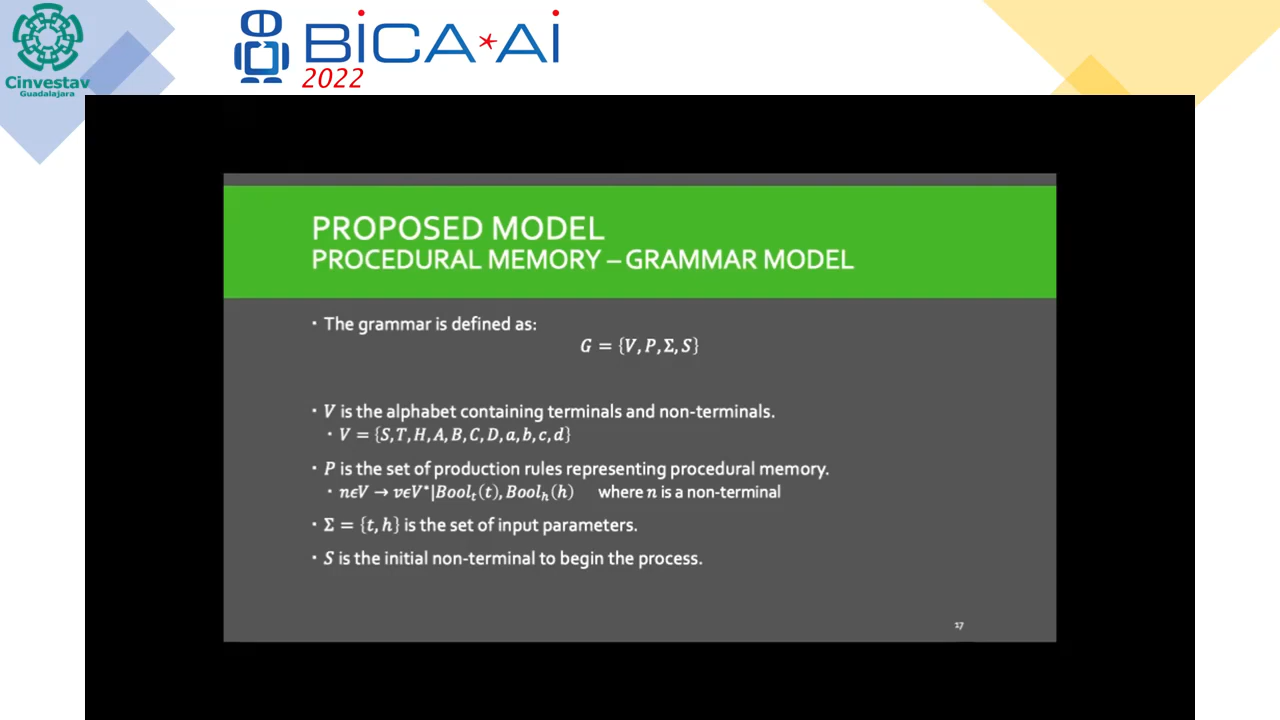 Cinvestav
Guadalajara
BiCA*Ai
2022
PROPOSED MODEL
PROCEDURAL MEMORY – GRAMMAR MODEL
· The grammar is defined as:
G = {V, P, Σ, S}
· V is the alphabet containing terminals and non-terminals.
· V = {S, T, H, A, B, C, D, a, b, c, d}
· P is the set of production rules representing procedural memory.
· nϵV → vϵV*|Boolₜ(t), Boolₕ(h) where n is a non-terminal
· Σ = {t, h} is the set of input parameters.
· S is the initial non-terminal to begin the process.
17